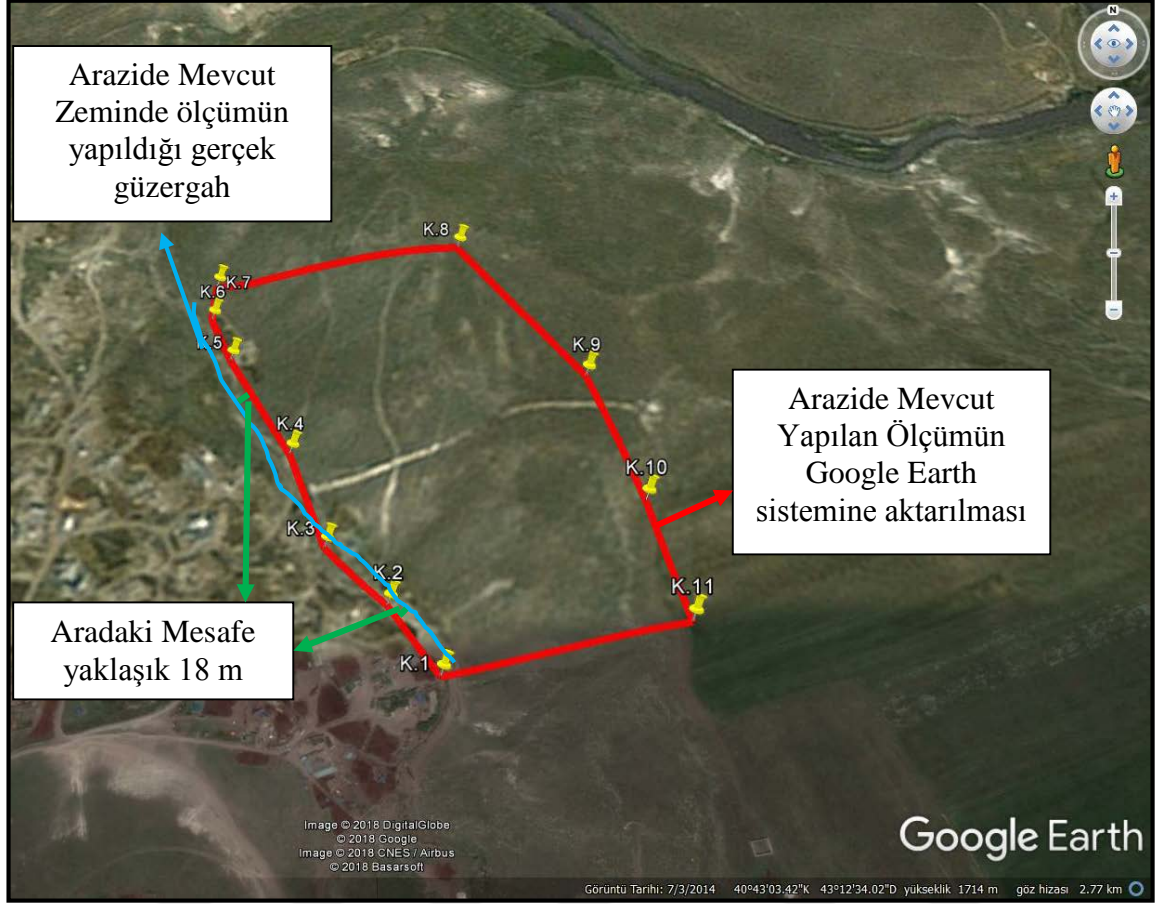 N
Arazide Mevcut
Zeminde ölçümün
yapıldığı gerçek
güzergah
K.8
K.7
K.6
K.5
K.9
K.4
Arazide Mevcut
Yapılan Ölçümün
Google Earth
sistemine aktarılması
K.10
K.3
K.2
K.11
Aradaki Mesafe
yaklaşık 18 m
K.1
Image © 2018 DigitalGlobe
© 2018 Google
Image © 2018 CNES / Airbus
© 2018 Basarsoft
Google Earth
Görüntü Tarihi: 7/3/2014 40°43'03.42"K 43°12'34.02"D yükseklik 1714 m göz hizası 2.77 km